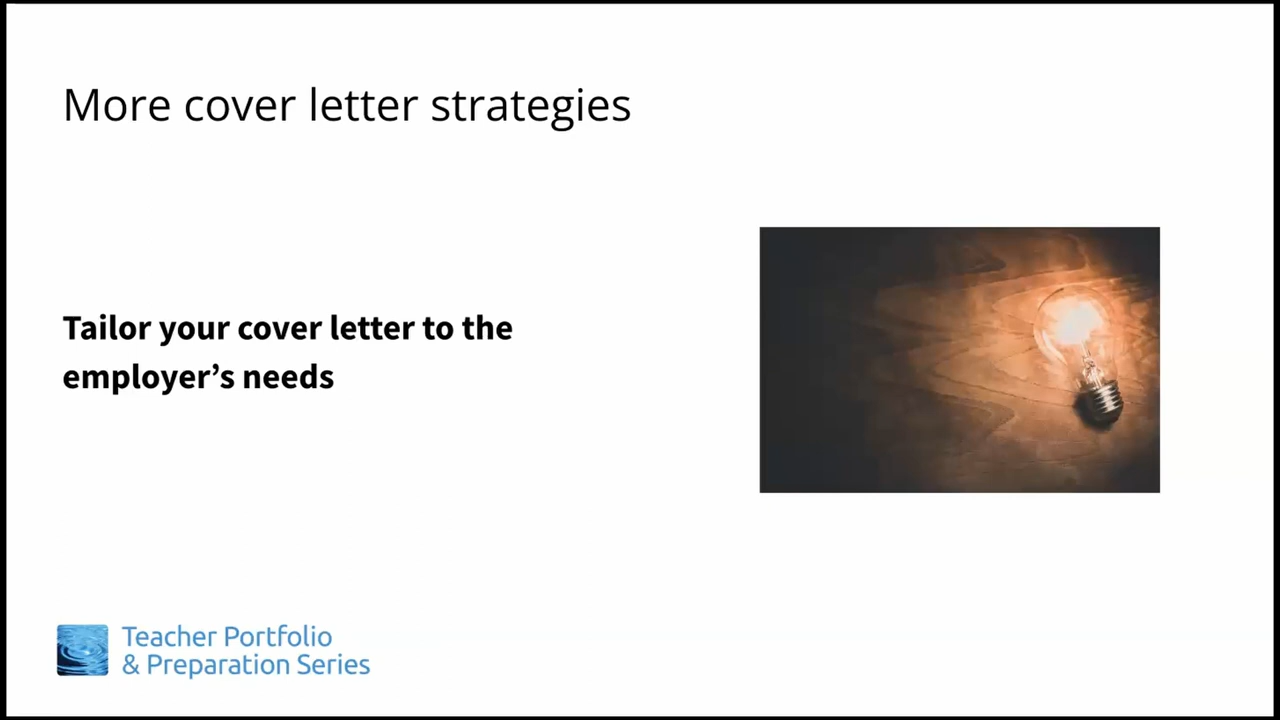 More cover letter strategies
Tailor your cover letter to the
employer’s needs
Teacher Portfolio
& Preparation Series